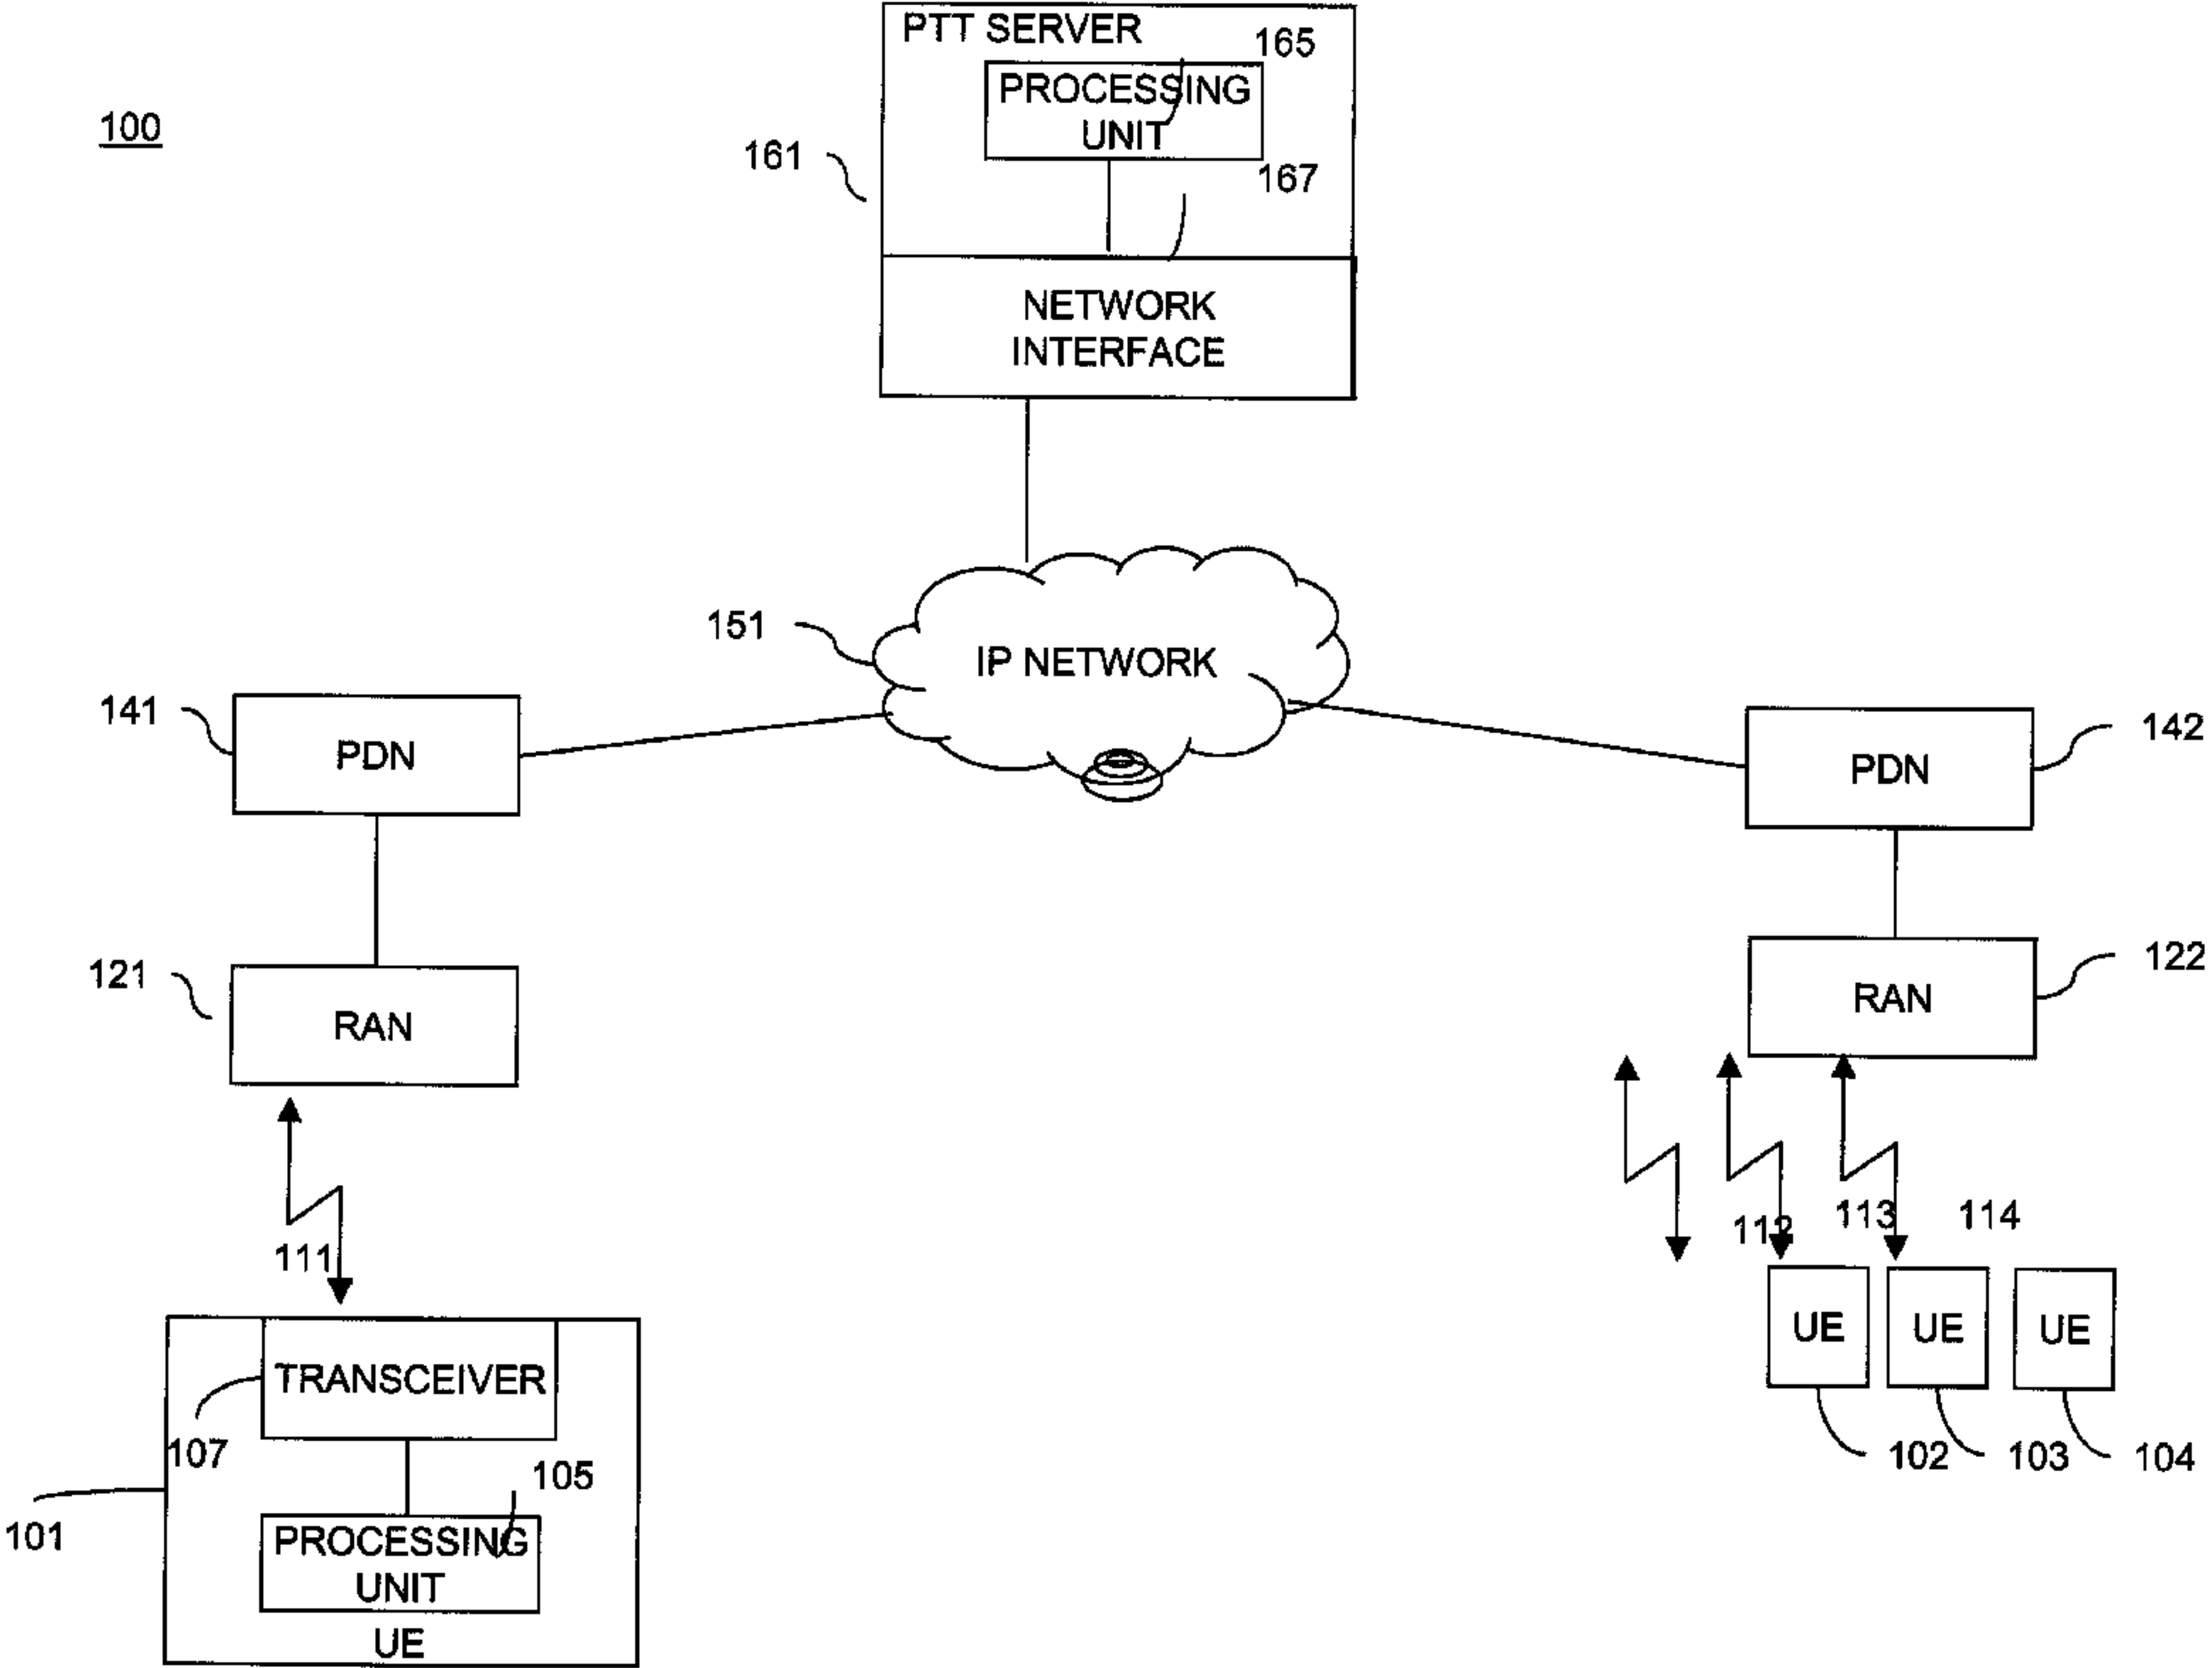 PTT SERVER
165
PROCESSING
UNIT
100
161
167
NETWORK
INTERFACE
151
IP NETWORK
141
PDN
142
PDN
121
RAN
122
RAN
111
112
113
114
UE
UE
UE
TRANSCEIVER
107
102
103
104
105
101
PROCESSING
UNIT
UE